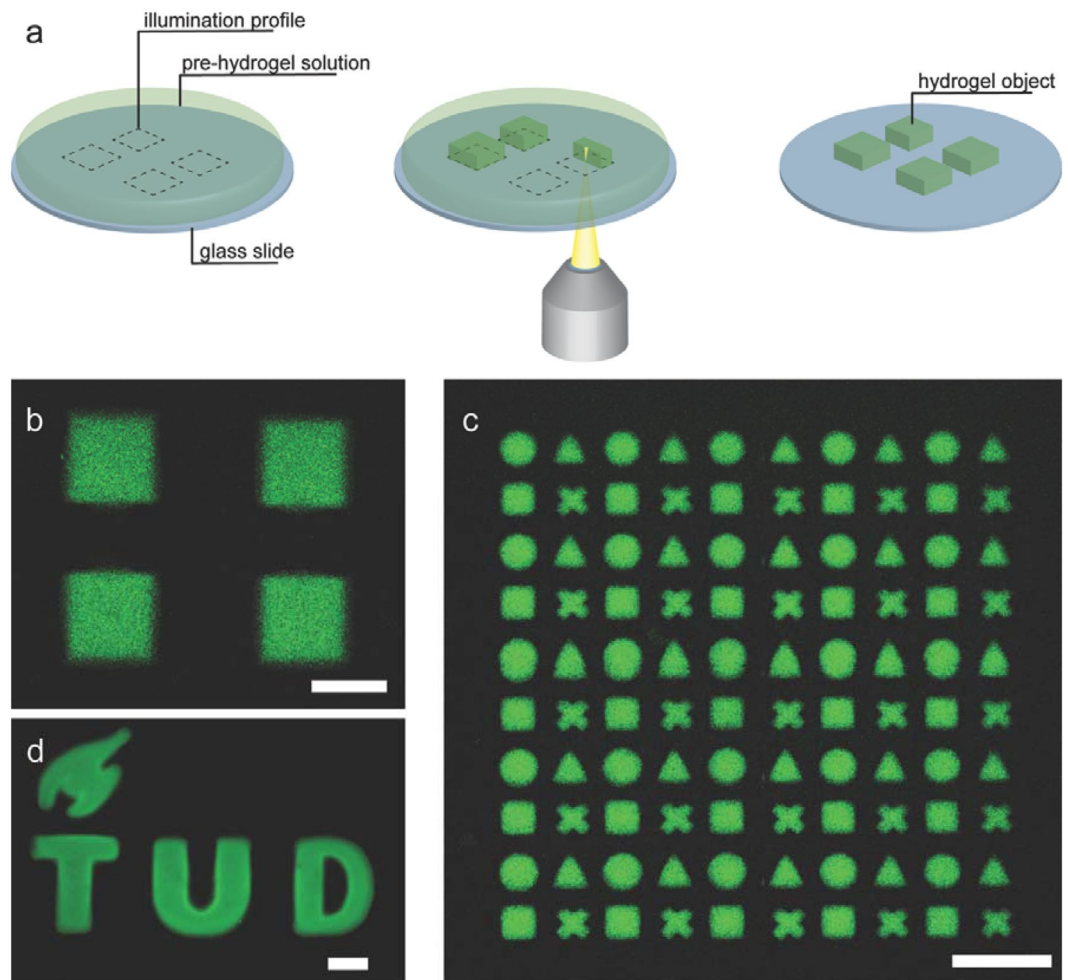 a
illumination profile
pre-hydrogel solution
glass slide
hydrogel object
b
c
d
TUD